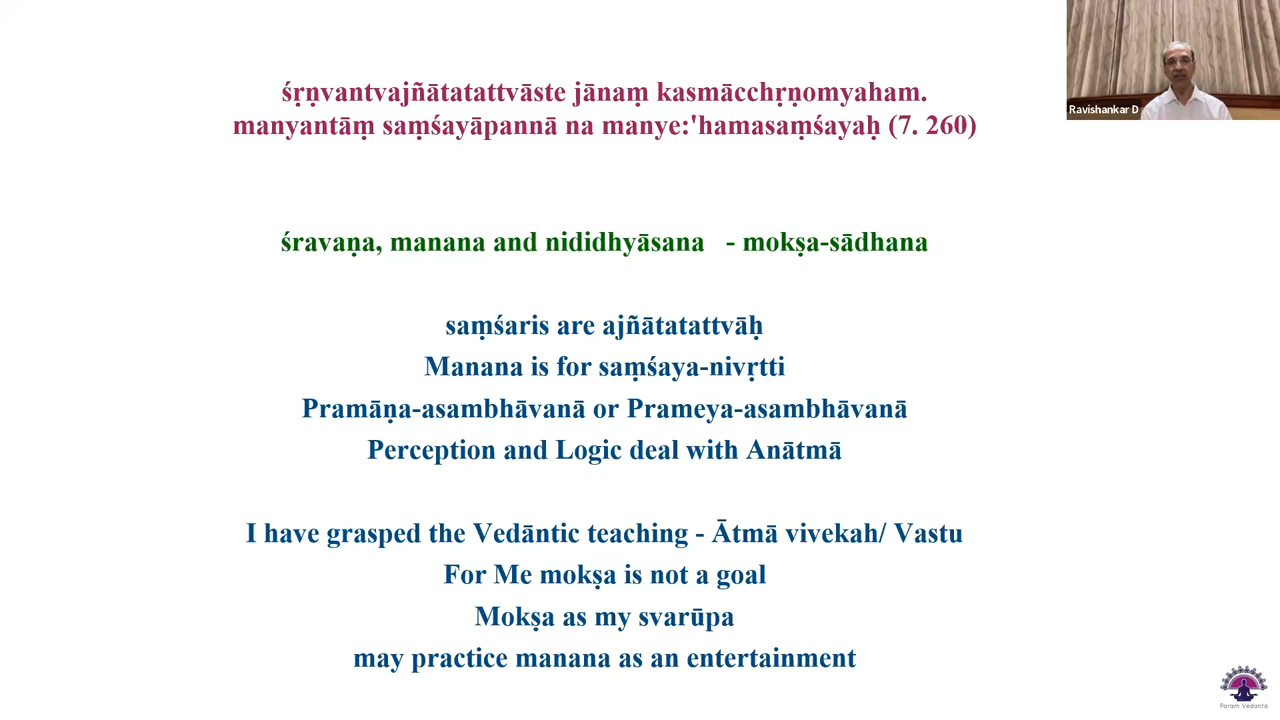 śṛṇvantvajñātatattvāste jānaṃ kasmācchṛṇomyaham.
manyantāṃ saṃśayāpannā na manye:'hamasaṃśayaḥ (7. 260)
śravaṇa, manana and nididhyāsana - mokṣa-sādhana
saṃśaris are ajñātatattvāḥ
Manana is for saṃśaya-nivṛtti
Pramāṇa-asambhāvanā or Prameya-asambhāvanā
Perception and Logic deal with Anātmā
I have grasped the Vedāntic teaching - Ātmā vivekah/ Vastu
For Me mokṣa is not a goal
Mokṣa as my svarūpa
may practice manana as an entertainment
Ravishankar D
Param Vedanta